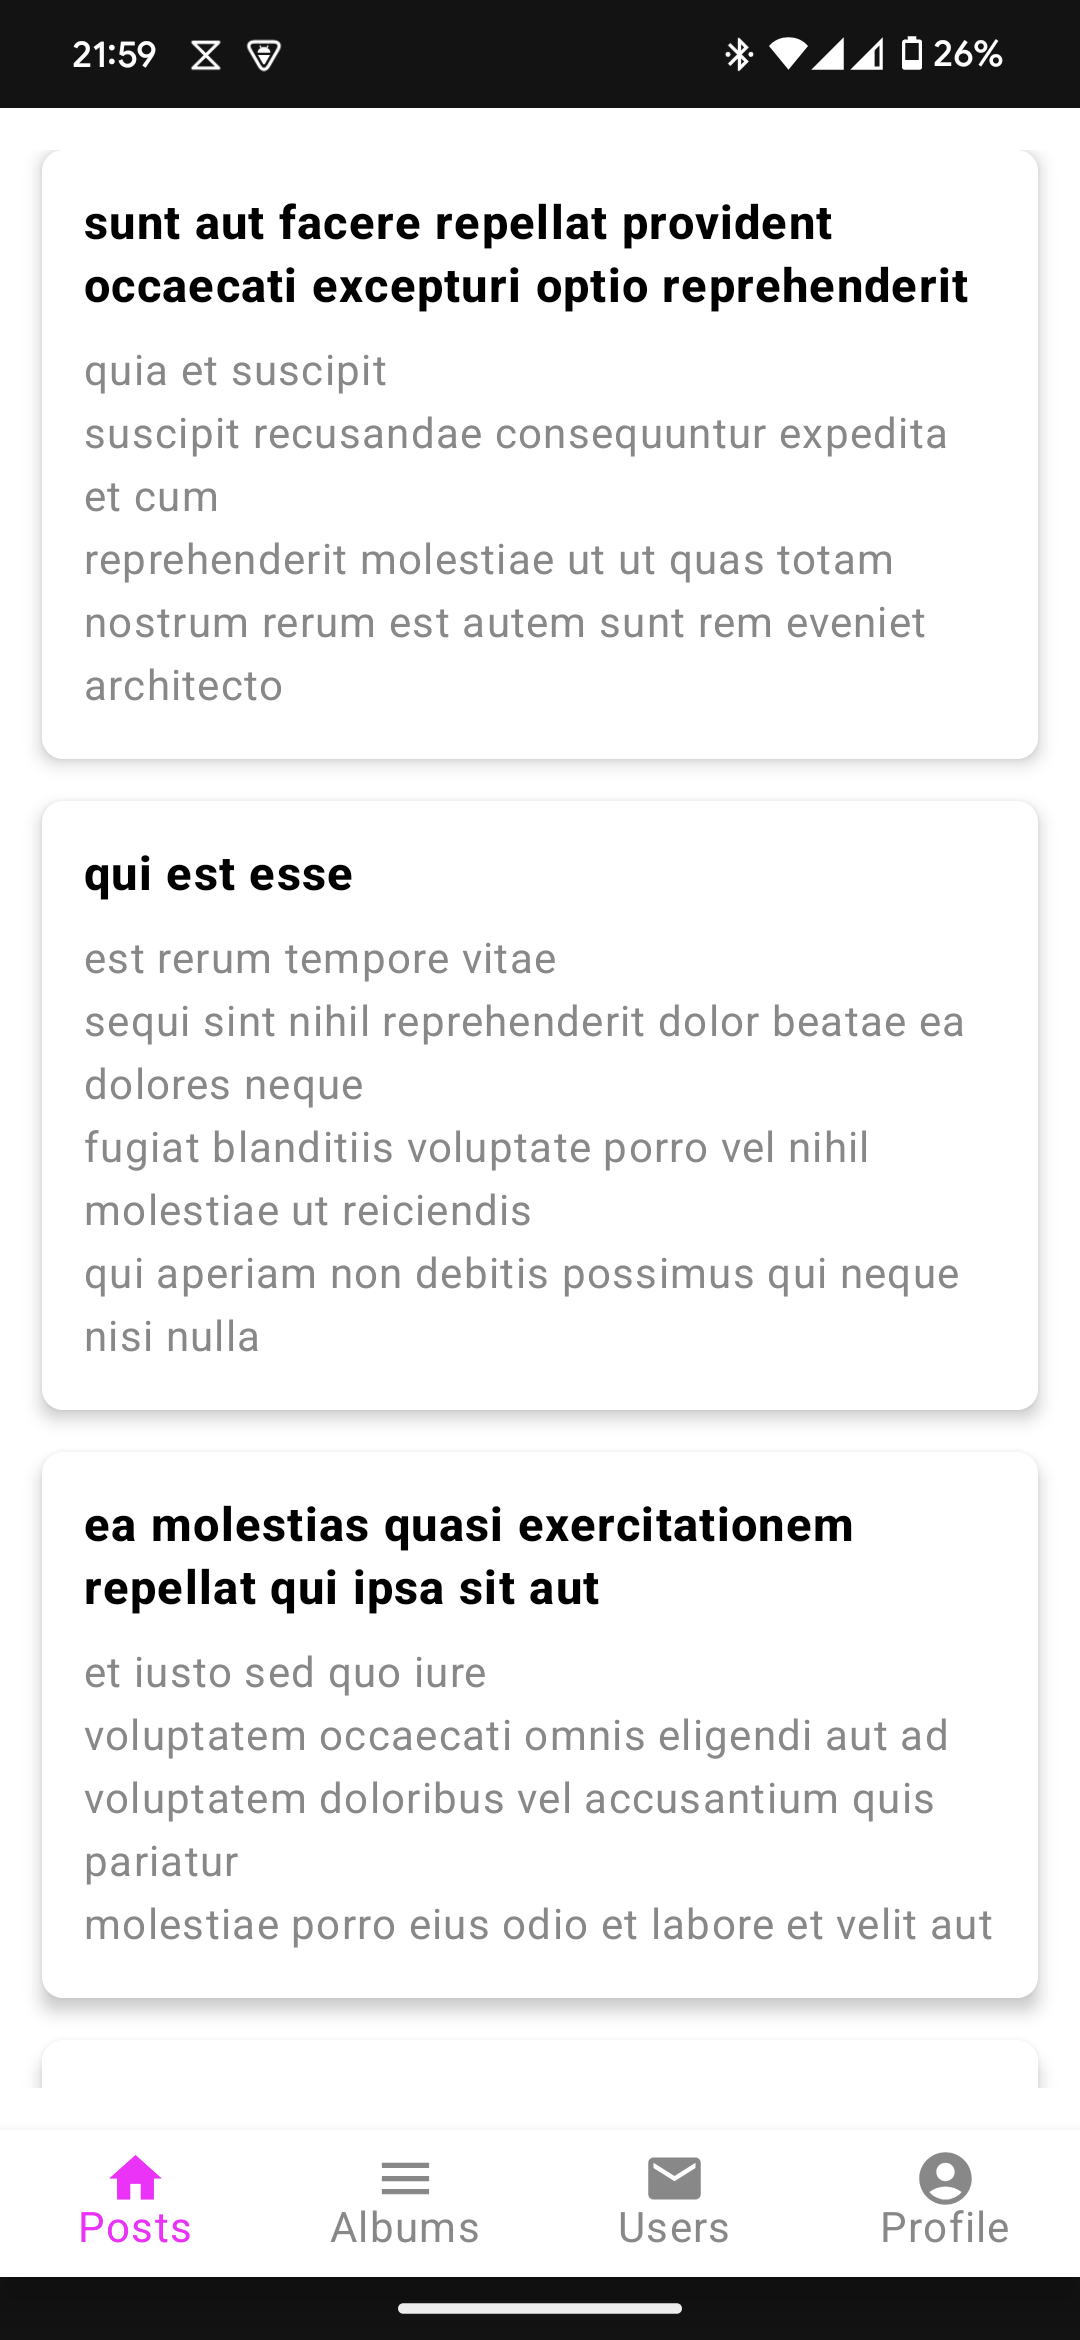 21:59
26%
sunt aut facere repellat provident
occaecati excepturi optio reprehenderit
quia et suscipit
suscipit recusandae consequuntur expedita
et cum
reprehenderit molestiae ut ut quas totam
nostrum rerum est autem sunt rem eveniet
architecto
qui est esse
est rerum tempore vitae
sequi sint nihil reprehenderit dolor beatae ea
dolores neque
fugiat blanditiis voluptate porro vel nihil
molestiae ut reiciendis
qui aperiam non debitis possimus qui neque
nisi nulla
ea molestias quasi exercitationem
repellat qui ipsa sit aut
et iusto sed quo iure
voluptatem occaecati omnis eligendi aut ad
voluptatem doloribus vel accusantium quis
pariatur
molestiae porro eius odio et labore et velit aut
Posts
Albums
Users
Profile